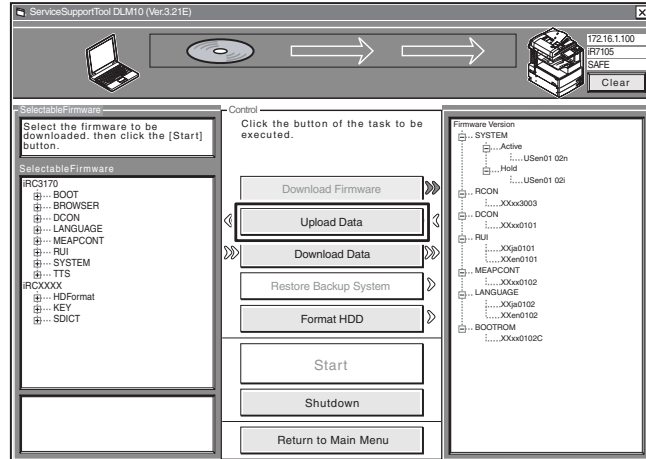 ServiceSupportTool DLM10 (Ver.3.21E)
172.16.1.100
iR7105
SAFE
Clear
SelectableFirmware
Select the firmware to be
downloaded. then click the [Start]
button.
SelectableFirmware
iRC3170
BOOT
BROWSER
DCON
LANGUAGE
MEAPCONT
RUI
SYSTEM
TTS
iRCXXXX
HDFormat
KEY
SDICT
Control
Click the button of the task to be
executed.
Download Firmware
Upload Data
Download Data
Restore Backup System
Format HDD
Start
Shutdown
Return to Main Menu
Firmware Version
SYSTEM
Active
USen01 02n
Hold
USen01 02i
RCON
XXxx3003
DCON
XXxx0101
RUI
XXja0101
XXen0101
MEAPCONT
XXxx0102
LANGUAGE
XXja0102
XXen0102
BOOTROM
XXxx0102C